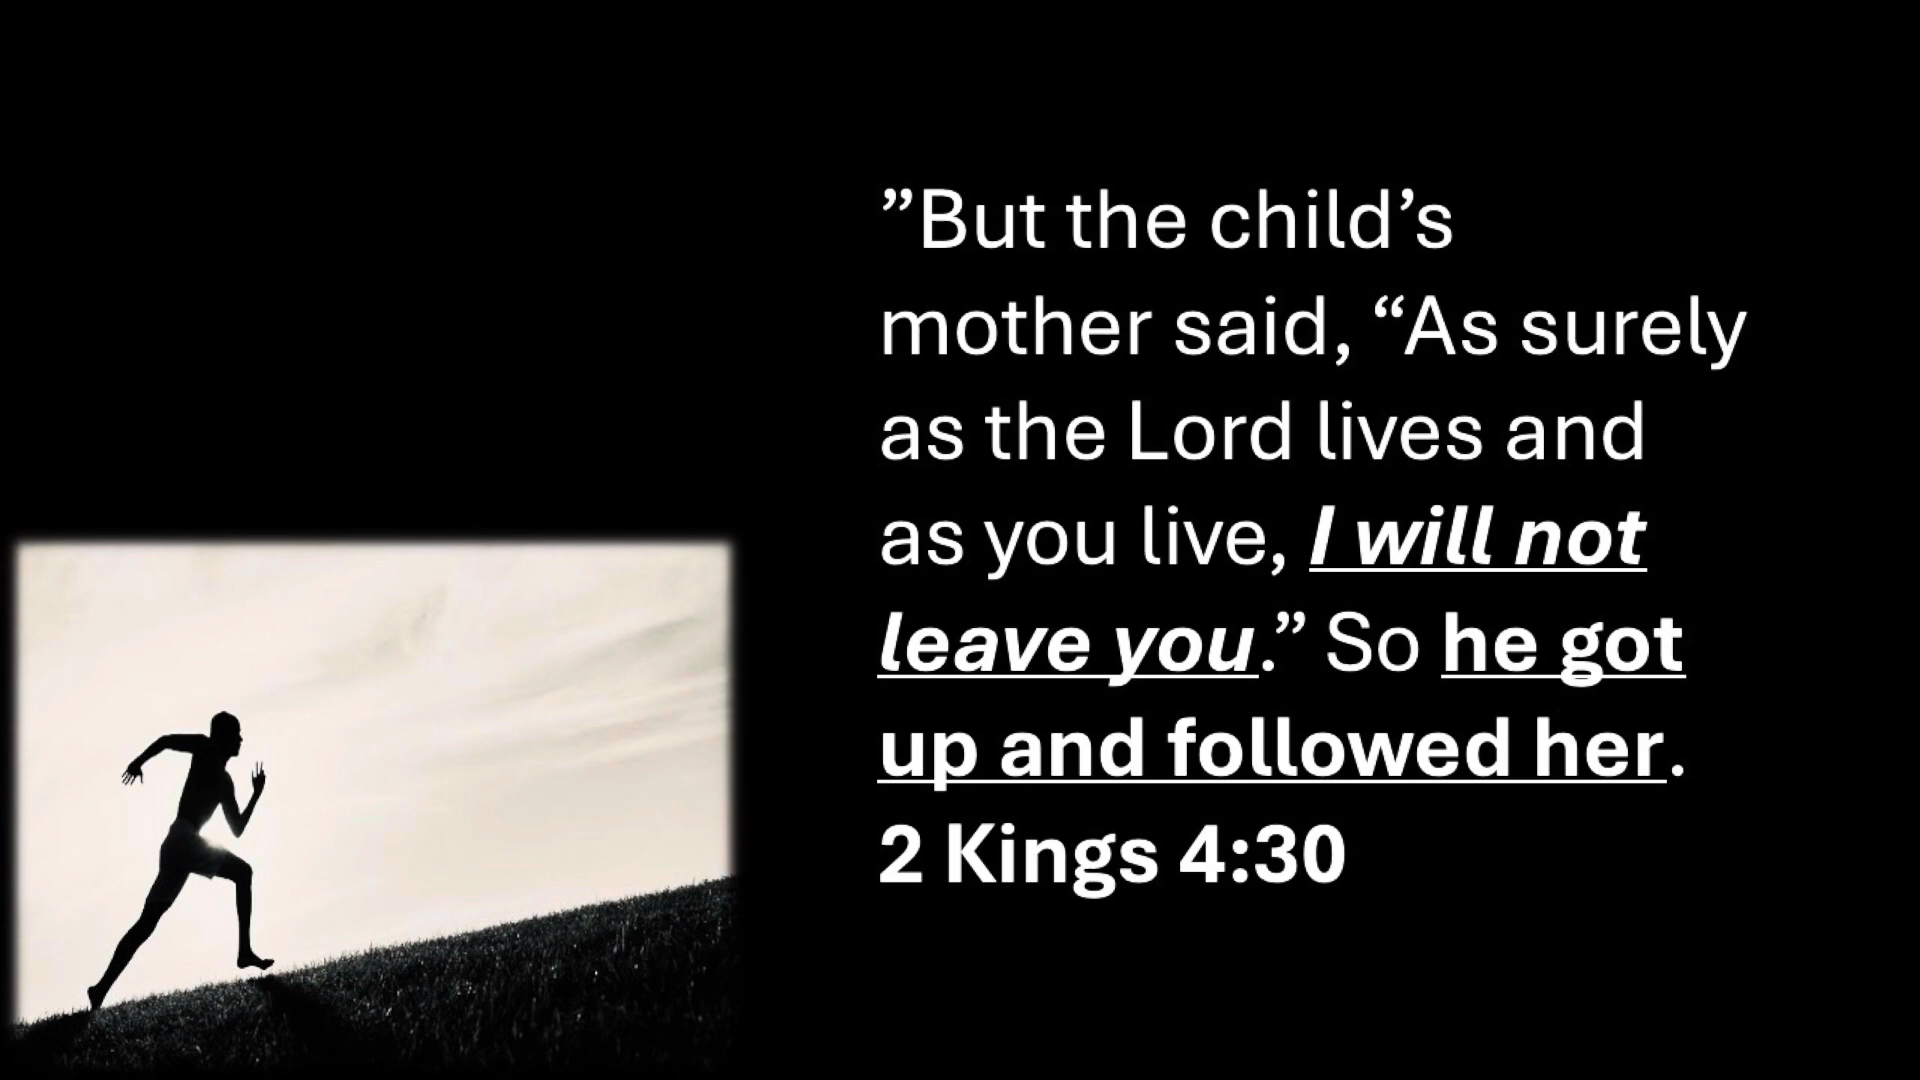 ”But the child’s
mother said, “As surely
as the Lord lives and
as you live, I will not
leave you.” So he got
up and followed her.
2 Kings 4:30